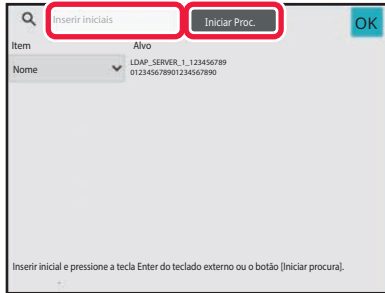 Inserir iniciais
Iniciar Proc.
OK
Item
Alvo
Nome
LDAP_SERVER_1_123456789
012345678901234567890
Inserir inicial e pressione a tecla Enter do teclado externo ou o botão [Iniciar procura].